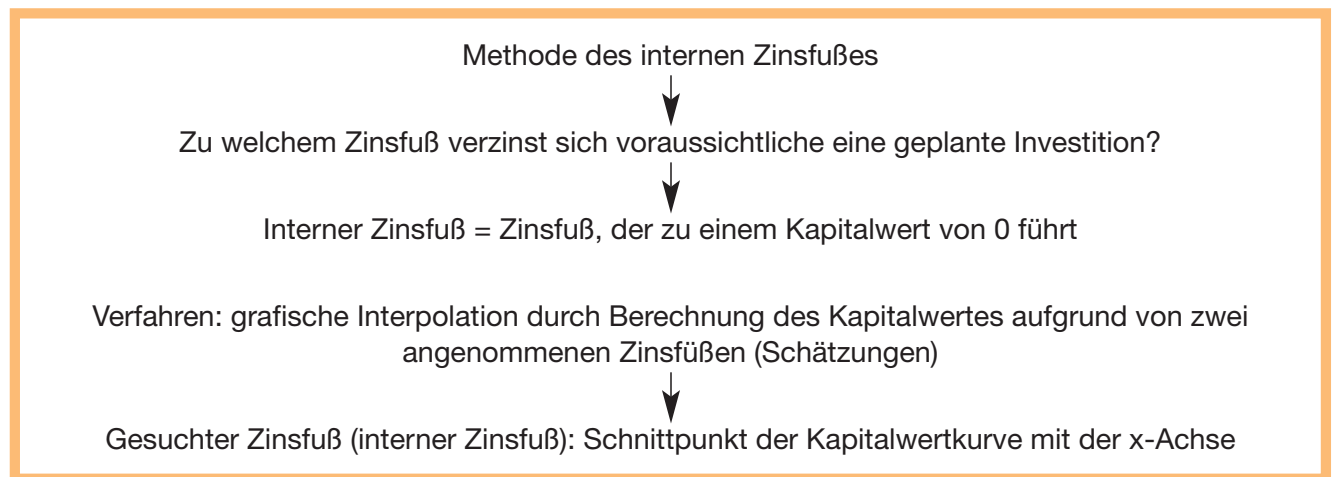 Methode des internen Zinsfußes
Zu welchem Zinsfuß verzinst sich voraussichtliche eine geplante Investition?
Interner Zinsfuß = Zinsfuß, der zu einem Kapitalwert von 0 führt
Verfahren: grafische Interpolation durch Berechnung des Kapitalwertes aufgrund von zwei
angenommenen Zinsfüßen (Schätzungen)
Gesuchter Zinsfuß (interner Zinsfuß): Schnittpunkt der Kapitalwertkurve mit der x-Achse